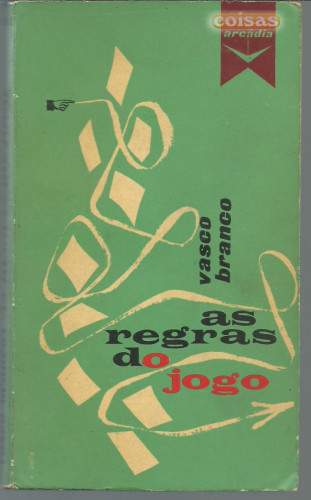 coisas
arcádia
vasco
branco
as
regras
do
jogo